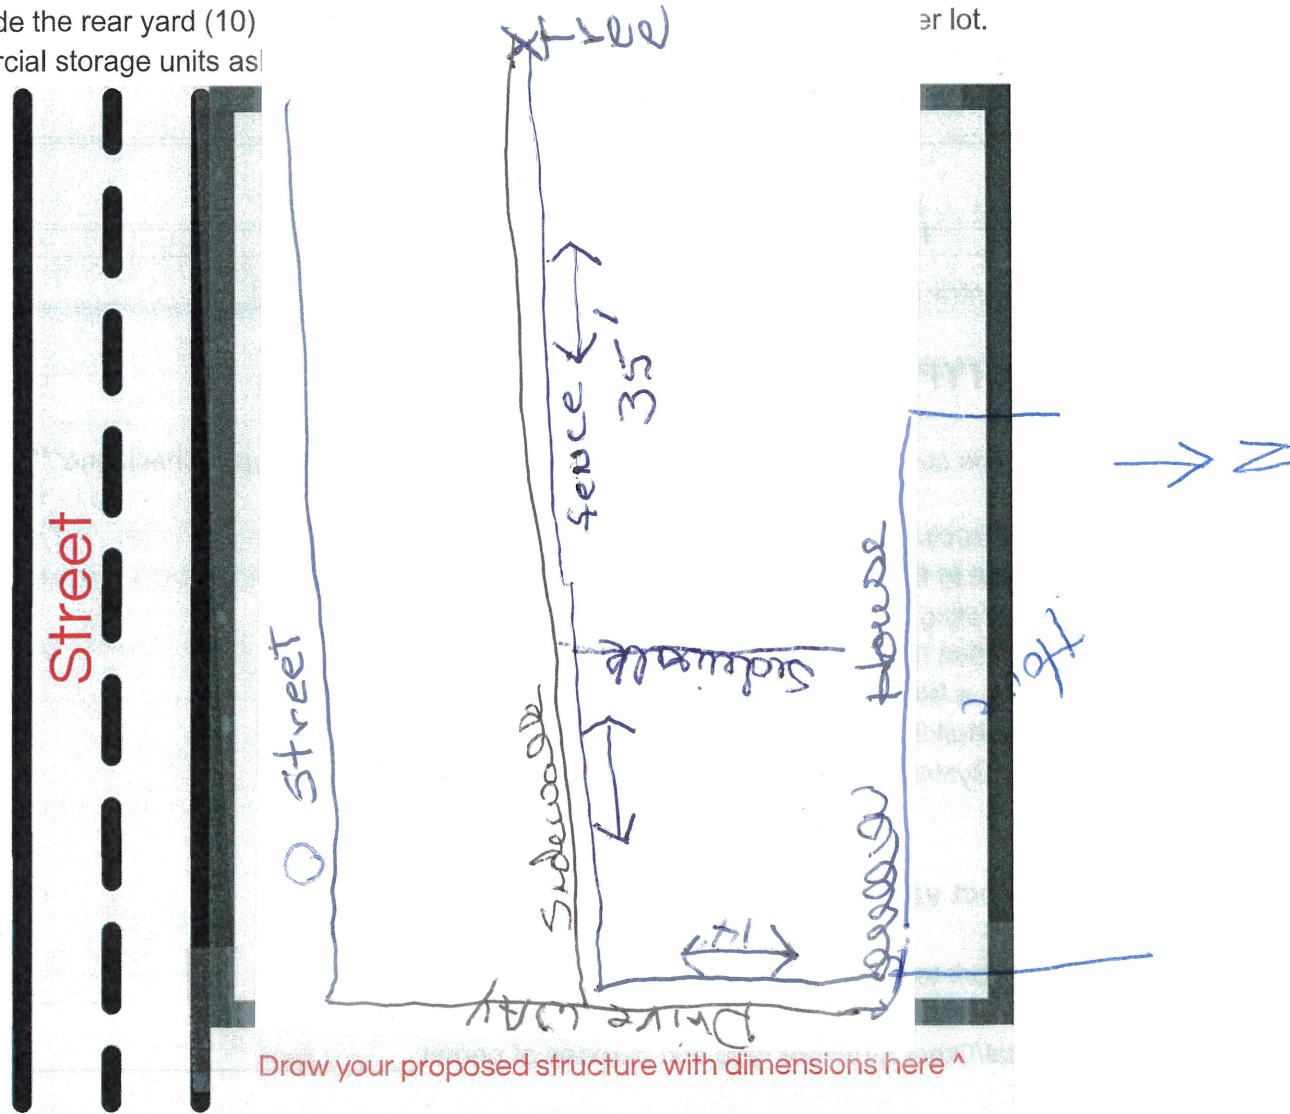 de the rear yard (10)
er lot.
rcial storage units as
tree
35'
fence
N
Street
House
Sidewalk
O Street
Sidewalk
14
Drive WAY
Draw your proposed structure with dimensions here ^